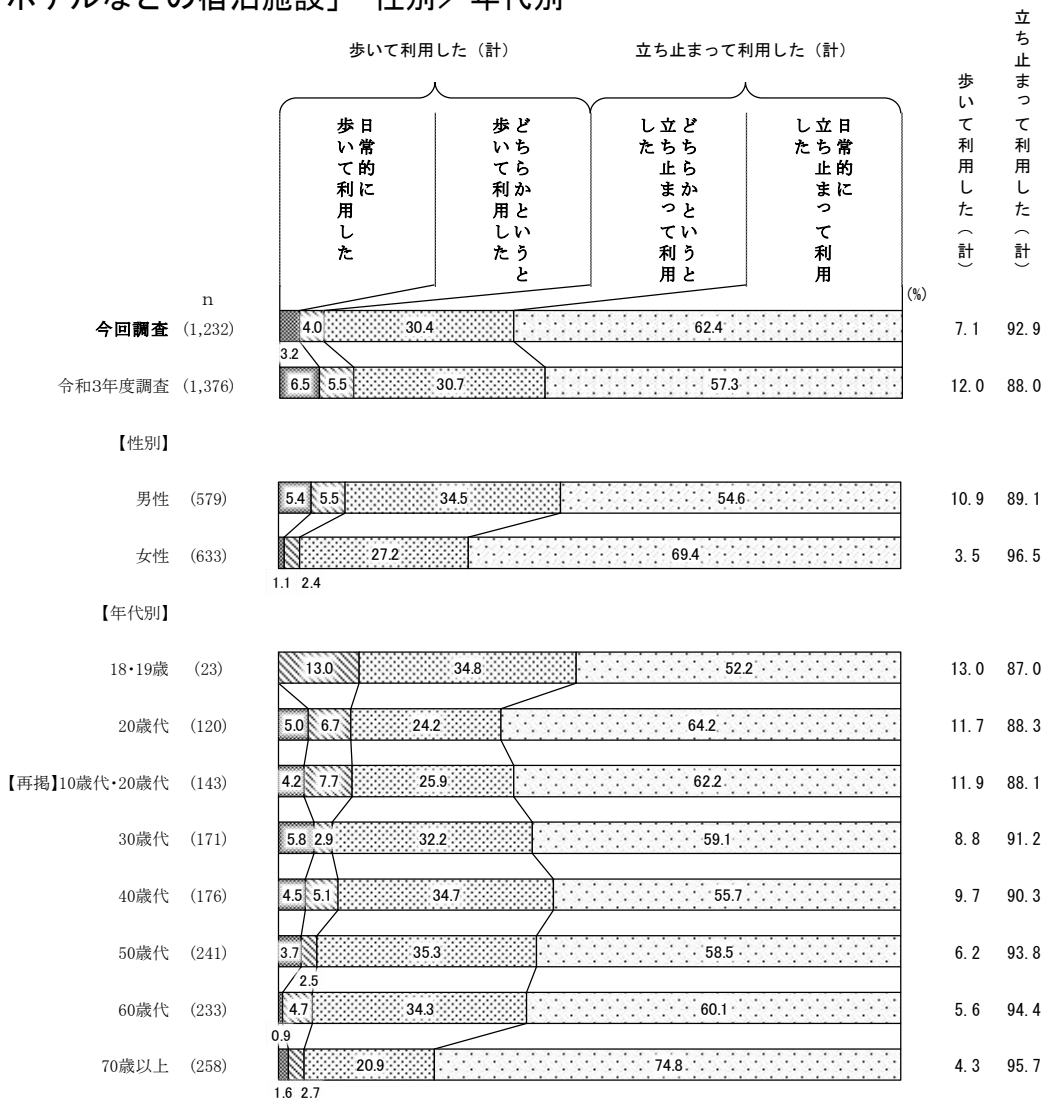 ホテルなどの宿泊施設」 性別／年代別
歩いて利用した（計）
立ち止まって利用した（計）
日常的に
歩いて利用した
どちらかというと
歩いて利用した
どちらかというと
立ち止まって利用
した
日常的に
立ち止まって利用
した
歩いて利用した（計）
立ち止まって利用した（計）
n
(%)
今回調査 (1,232) 4.0 30.4 62.4 7.1 92.9
3.2
令和3年度調査 (1,376) 6.5 5.5 30.7 57.3 12.0 88.0
【性別】
男性 (579) 5.4 5.5 34.5 54.6 10.9 89.1
女性 (633) 27.2 69.4 3.5 96.5
1.1 2.4
【年代別】
18・19歳 (23) 13.0 34.8 52.2 13.0 87.0
20歳代 (120) 5.0 6.7 24.2 64.2 11.7 88.3
【再掲】10歳代・20歳代 (143) 4.2 7.7 25.9 62.2 11.9 88.1
30歳代 (171) 5.8 2.9 32.2 59.1 8.8 91.2
40歳代 (176) 4.5 5.1 34.7 55.7 9.7 90.3
50歳代 (241) 3.7 35.3 58.5 6.2 93.8
2.5
60歳代 (233) 4.7 34.3 60.1 5.6 94.4
0.9
70歳以上 (258) 20.9 74.8 4.3 95.7
1.6 2.7